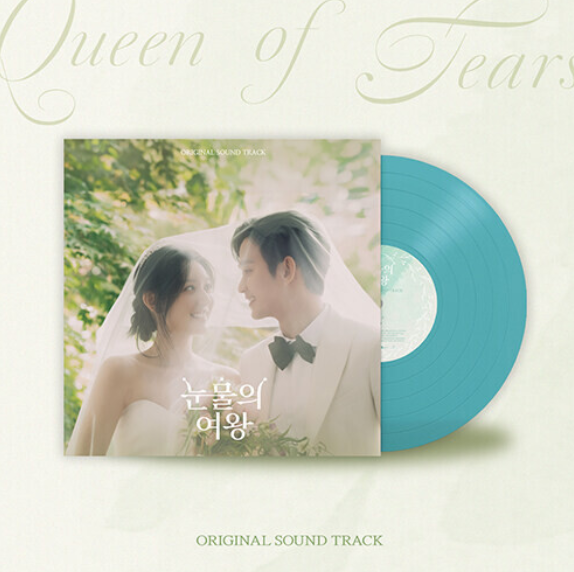 Queen of Tears
ORIGINAL SOUND TRACK
눈물의
여왕
ORIGINAL SOUND TRACK